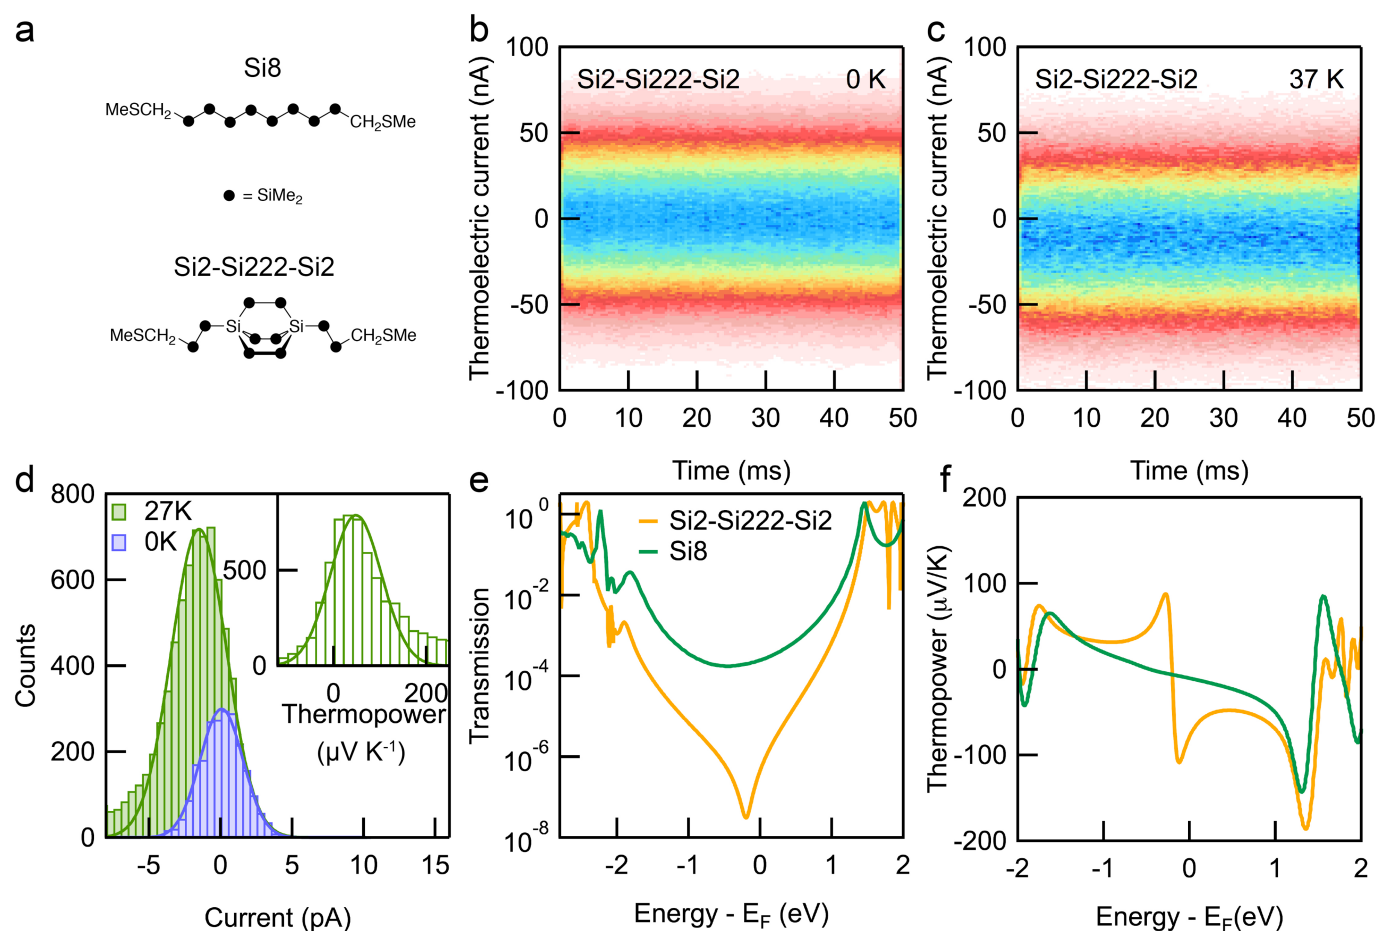 a
Si8
MeSCH2
CH2SMe
= SiMe2
Si2-Si222-Si2
MeSCH2
Si
Si
CH2SMe
b
Thermoelectric current (nA)
100
50
0
-50
-100
Si2-Si222-Si2
0 K
0
10
20
30
40
50
Time (ms)
c
Thermoelectric current (nA)
100
50
0
-50
-100
Si2-Si222-Si2
37 K
0
10
20
30
40
50
Time (ms)
d
Counts
800
600
400
200
0
27K
0K
500
0
0
200
Thermopower
(µV K-1)
-5
0
5
10
15
Current (pA)
e
Transmission
10 0
10-2
10-4
10-6
10-8
Si2-Si222-Si2
Si8
-2
-1
0
1
2
Energy - EF (eV)
f
Thermopower (µV/K)
200
100
0
-100
-200
-2
-1
0
1
2
Energy - EF(eV)